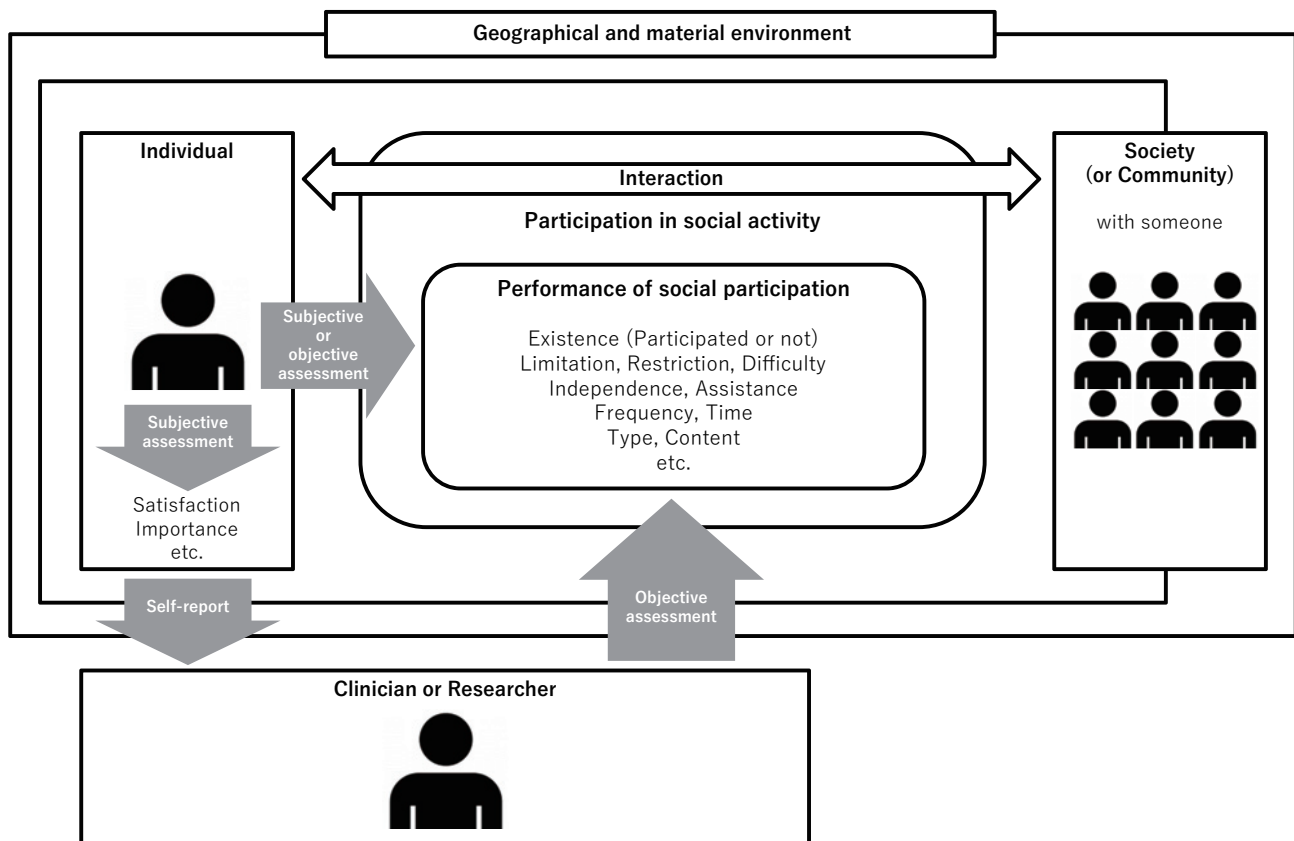 Geographical and material environment
Individual
Society
(or Community)
with someone
Interaction
Participation in social activity
Performance of social participation
Existence (Participated or not)
Limitation, Restriction, Difficulty
Independence, Assistance
Frequency, Time
Type, Content
etc.
Subjective
or
objective
assessment
Subjective
assessment
Satisfaction
Importance
etc.
Self-report
Objective
assessment
Clinician or Researcher